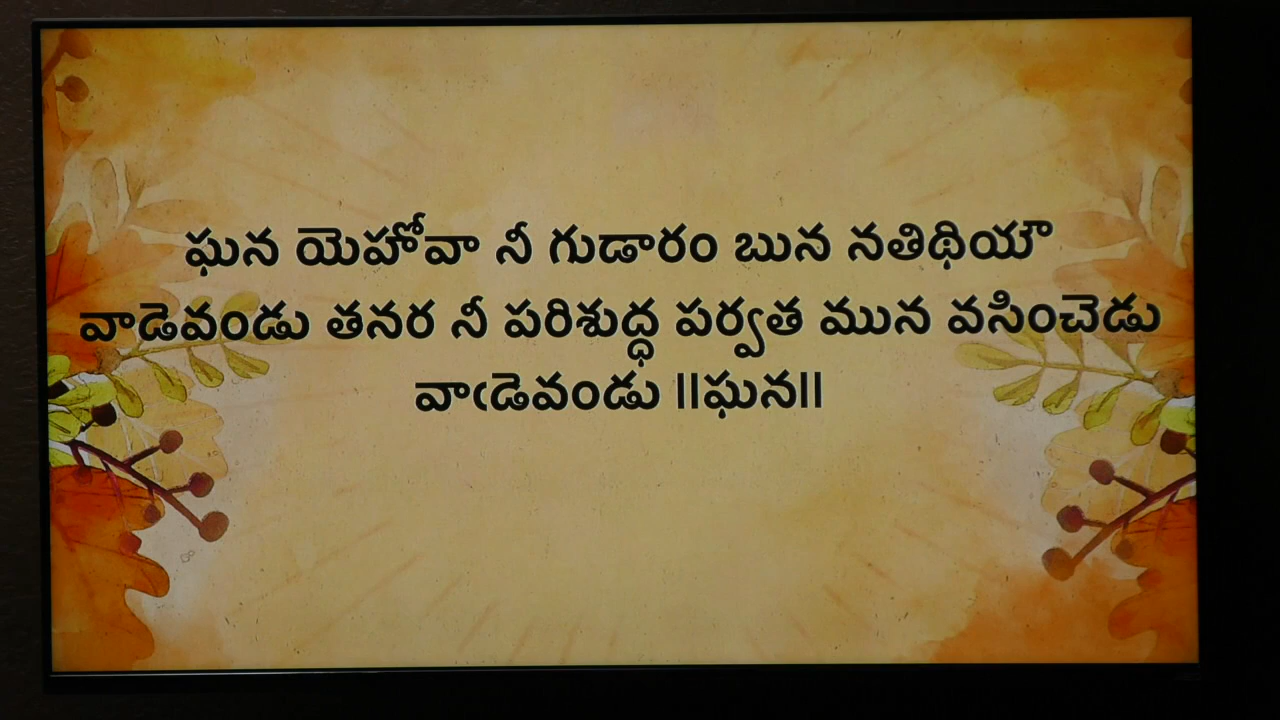 ఘన యెహోవా నీ గుడారం బున నతిథియౌ
వాడెవండు తనర నీ పరిశుద్ధ పర్వత మున వసించెడు
వాఁడెవండు ||ఘన||